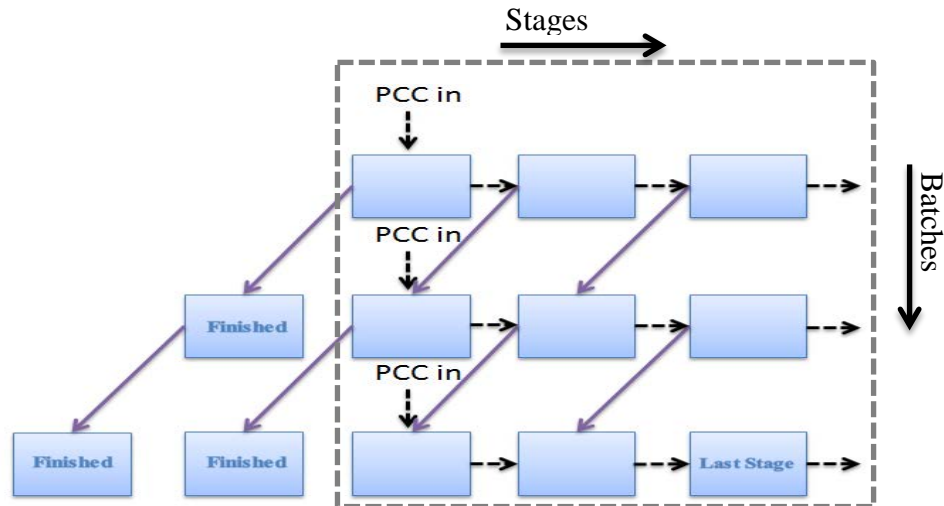 Stages
PCC in
Batches
PCC in
Finished
PCC in
Finished
Finished
Last Stage